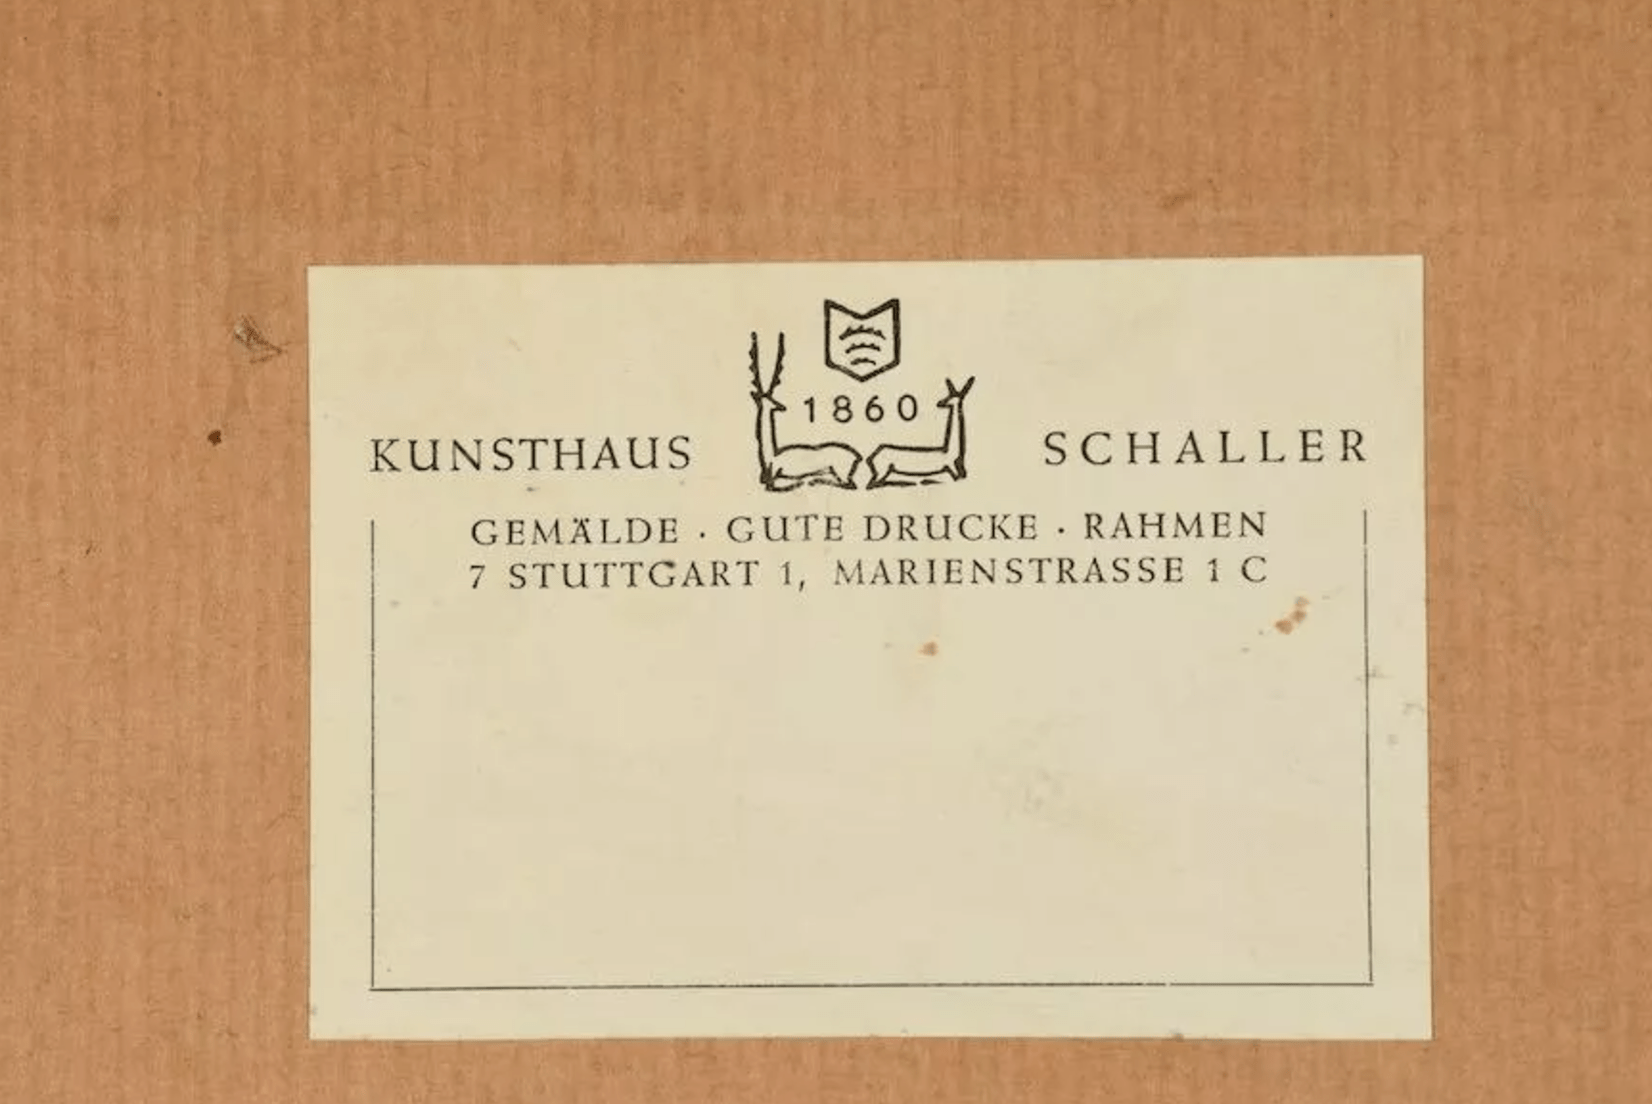 1860
KUNSTHAUS SCHALLER
GEMÄLDE · GUTE DRUCKE · RAHMEN
7 STUTTGART 1, MARIENSTRASSE 1 C